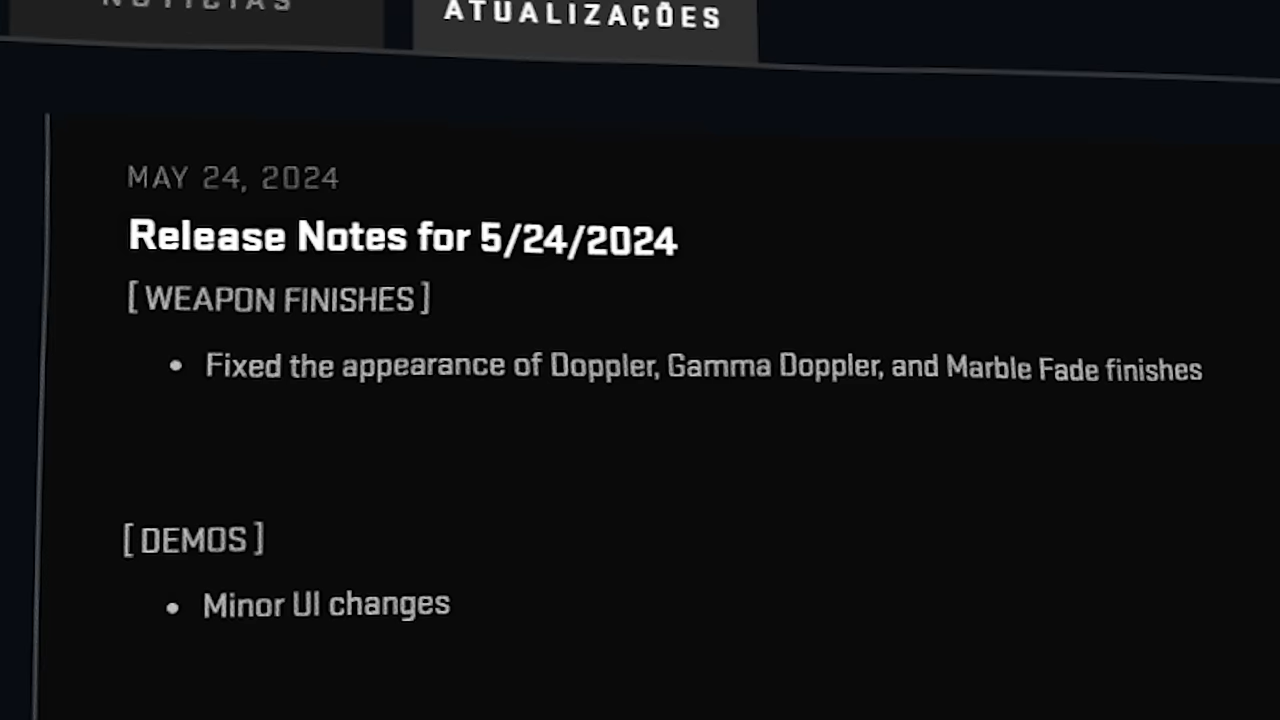 NOTÍCIAS
ATUALIZAÇÕES
MAY 24, 2024
Release Notes for 5/24/2024
[ WEAPON FINISHES ]
• Fixed the appearance of Doppler, Gamma Doppler, and Marble Fade finishes
[ DEMOS ]
• Minor UI changes